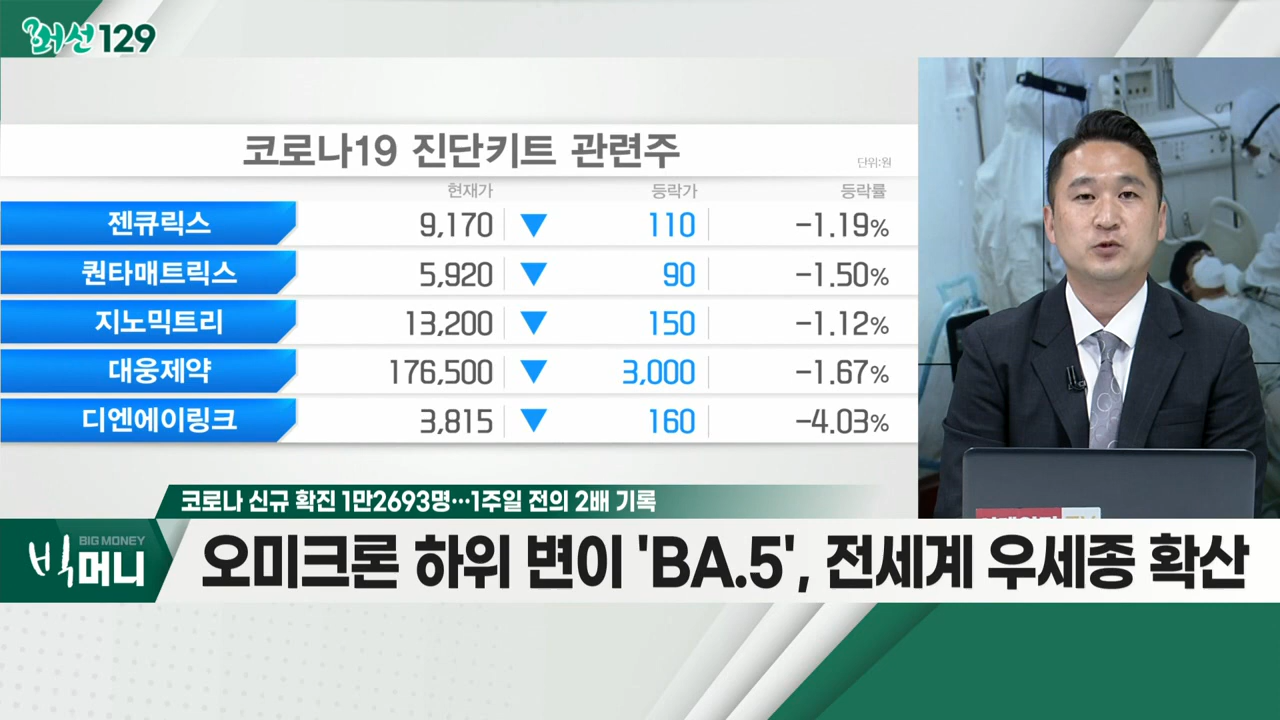 최선129
코로나19 진단키트 관련주
단위:원
현재가 등락가 등락률
젠큐릭스 9,170 ▼ 110 -1.19%
퀀타매트릭스 5,920 ▼ 90 -1.50%
지노믹트리 13,200 ▼ 150 -1.12%
대웅제약 176,500 ▼ 3,000 -1.67%
디엔에이링크 3,815 ▼ 160 -4.03%
코로나 신규 확진 1만2693명…1주일 전의 2배 기록
BIG MONEY
빅머니
오미크론 하위 변이 'BA.5', 전세계 우세종 확산